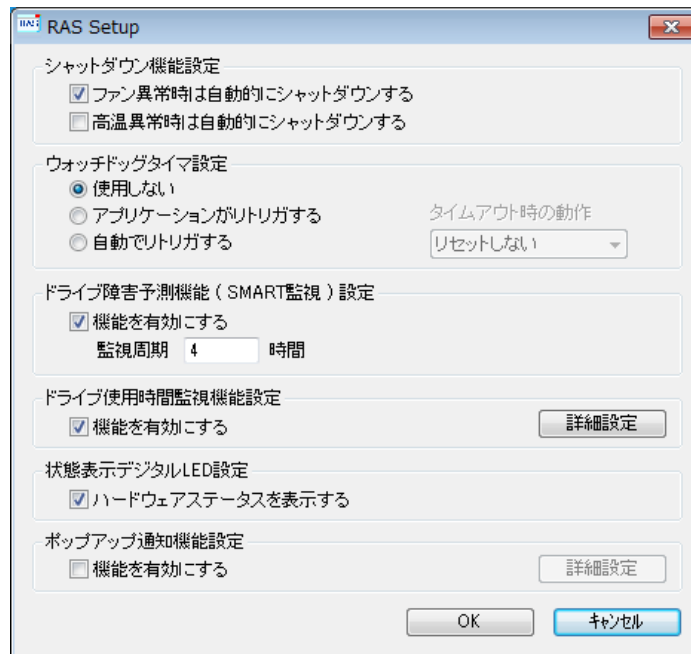 RAS Setup
シャットダウン機能設定
ファン異常時は自動的にシャットダウンする
高温異常時は自動的にシャットダウンする
ウォッチドッグタイマ設定
使用しない
アプリケーションがリトリガする
タイムアウト時の動作
自動でリトリガする
リセットしない
ドライブ障害予測機能 ( SMART監視 ) 設定
機能を有効にする
監視周期 4 時間
ドライブ使用時間監視機能設定
機能を有効にする
詳細設定
状態表示デジタルLED設定
ハードウェアステータスを表示する
ポップアップ通知機能設定
機能を有効にする
詳細設定
OK
キャンセル